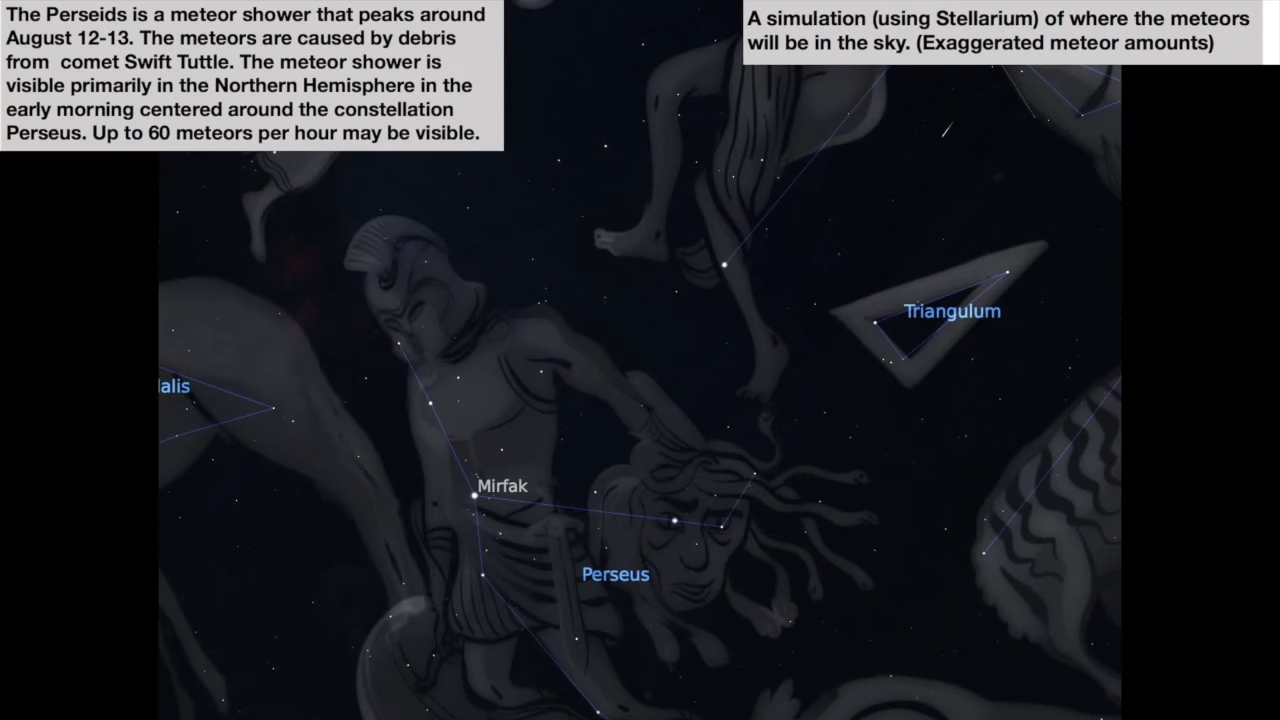 The Perseids is a meteor shower that peaks around
August 12-13. The meteors are caused by debris
from  comet Swift Tuttle. The meteor shower is
visible primarily in the Northern Hemisphere in the
early morning centered around the constellation
Perseus. Up to 60 meteors per hour may be visible.
A simulation (using Stellarium) of where the meteors
will be in the sky. (Exaggerated meteor amounts)
Triangulum
alis
Mirfak
Perseus